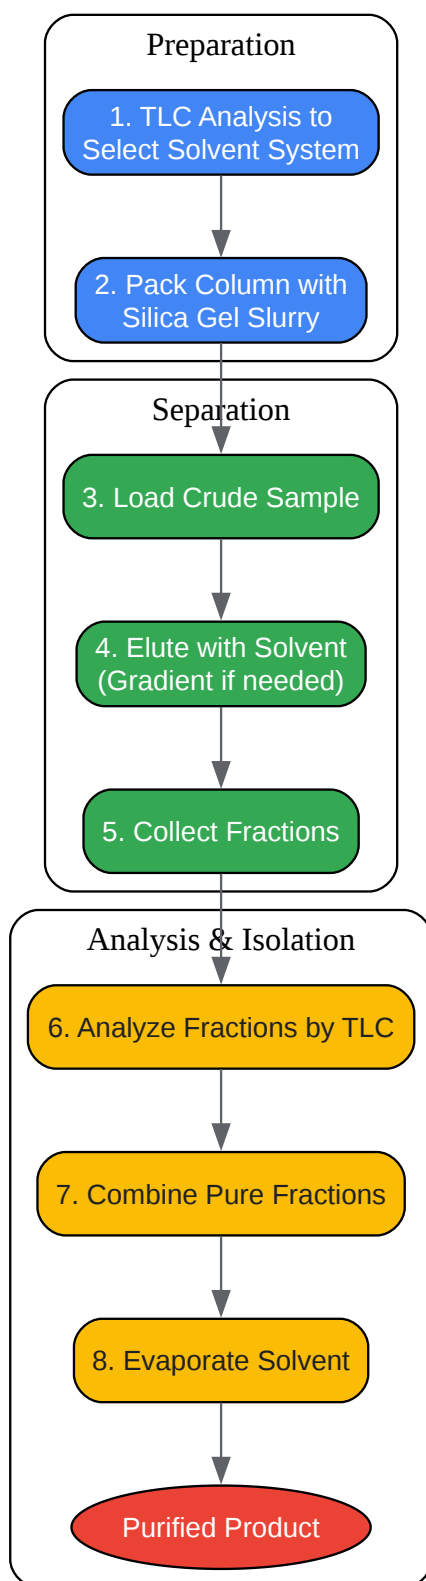 Preparation
1. TLC Analysis to
Select Solvent System
2. Pack Column with
Silica Gel Slurry
Separation
3. Load Crude Sample
4. Elute with Solvent
(Gradient if needed)
5. Collect Fractions
Analysis & Isolation
6. Analyze Fractions by TLC
7. Combine Pure Fractions
8. Evaporate Solvent
Purified Product